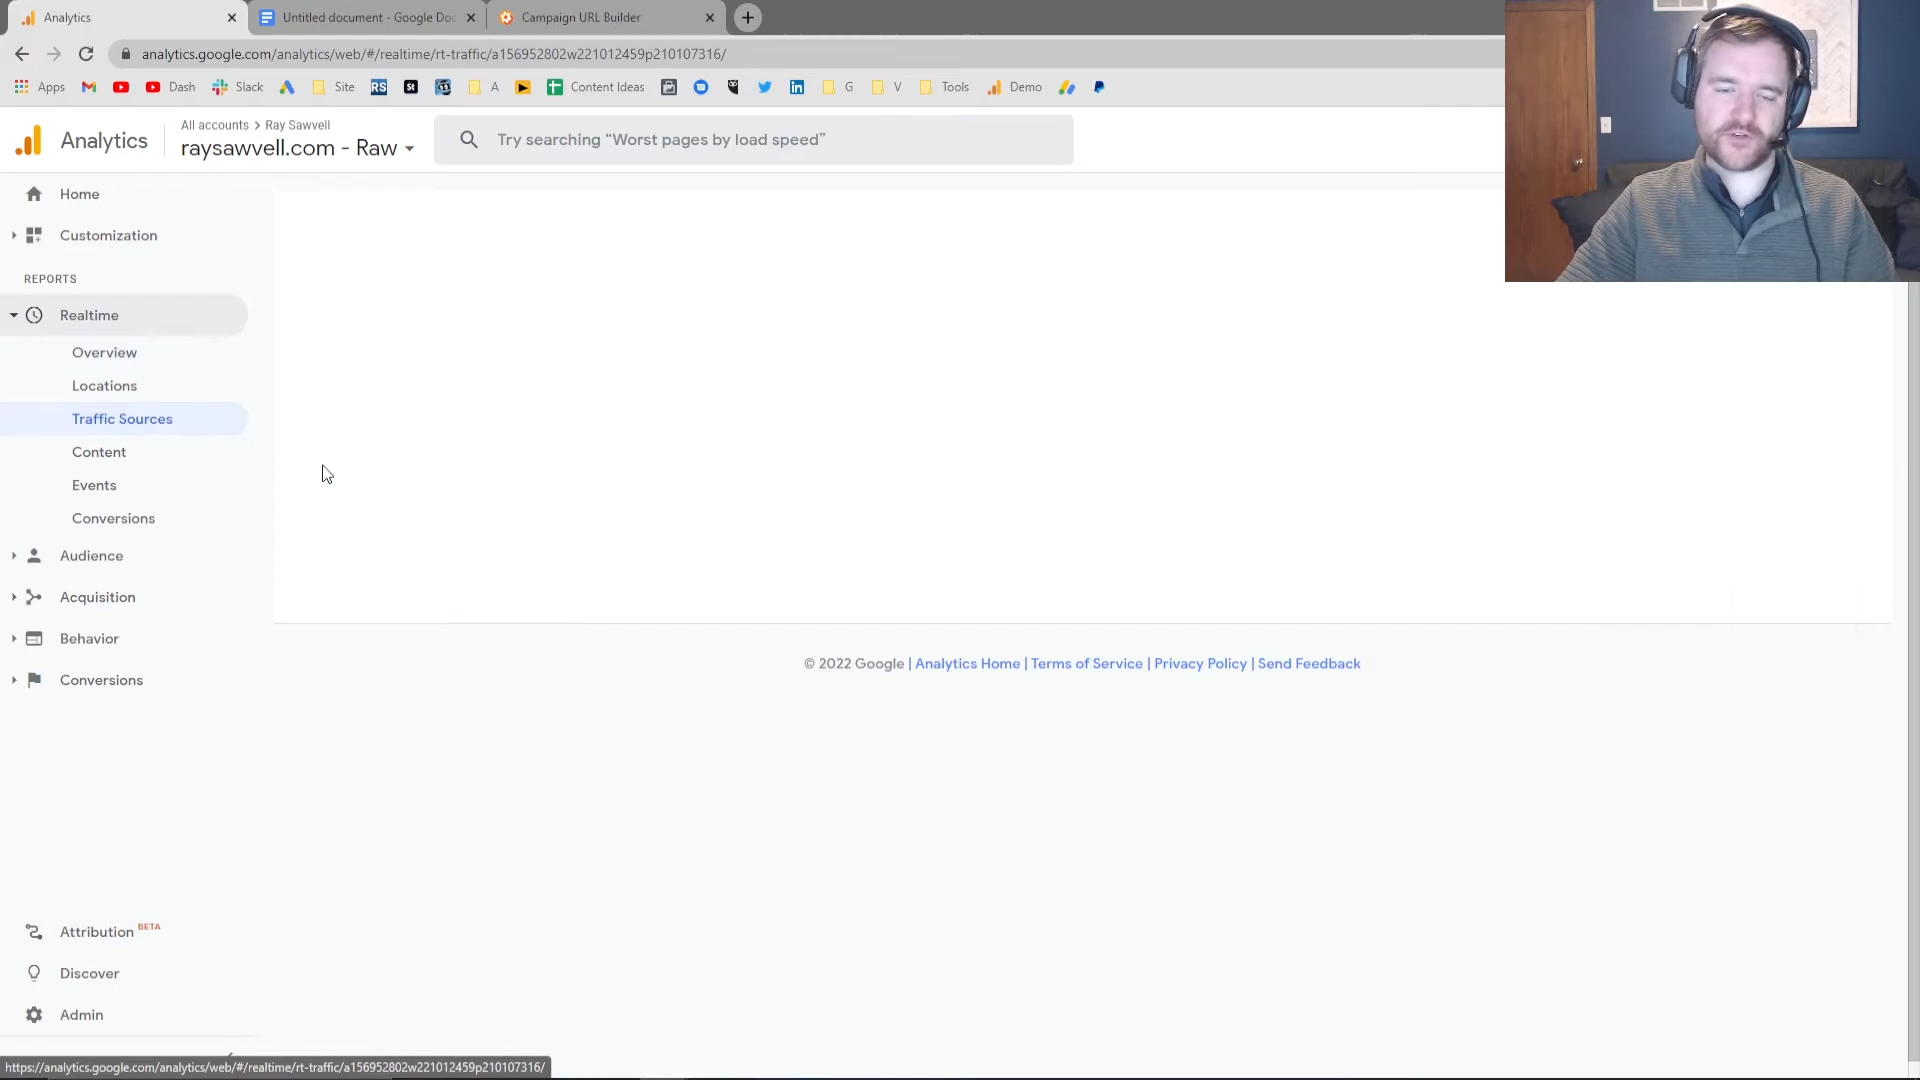 Analytics
Untitled document - Google Doc
Campaign URL Builder
analytics.google.com/analytics/web/#/realtime/rt-traffic/a156952802w221012459p210107316/
Apps
Dash
Slack
Site
RS
St
A
Content Ideas
G
V
Tools
Demo
Analytics
All accounts > Ray Sawvell
raysawvell.com - Raw
Try searching “Worst pages by load speed”
Home
Customization
REPORTS
Realtime
Overview
Locations
Traffic Sources
Content
Events
Conversions
Audience
Acquisition
Behavior
Conversions
© 2022 Google | Analytics Home | Terms of Service | Privacy Policy | Send Feedback
Attribution BETA
Discover
Admin
https://analytics.google.com/analytics/web/#/realtime/rt-traffic/a156952802w221012459p210107316/